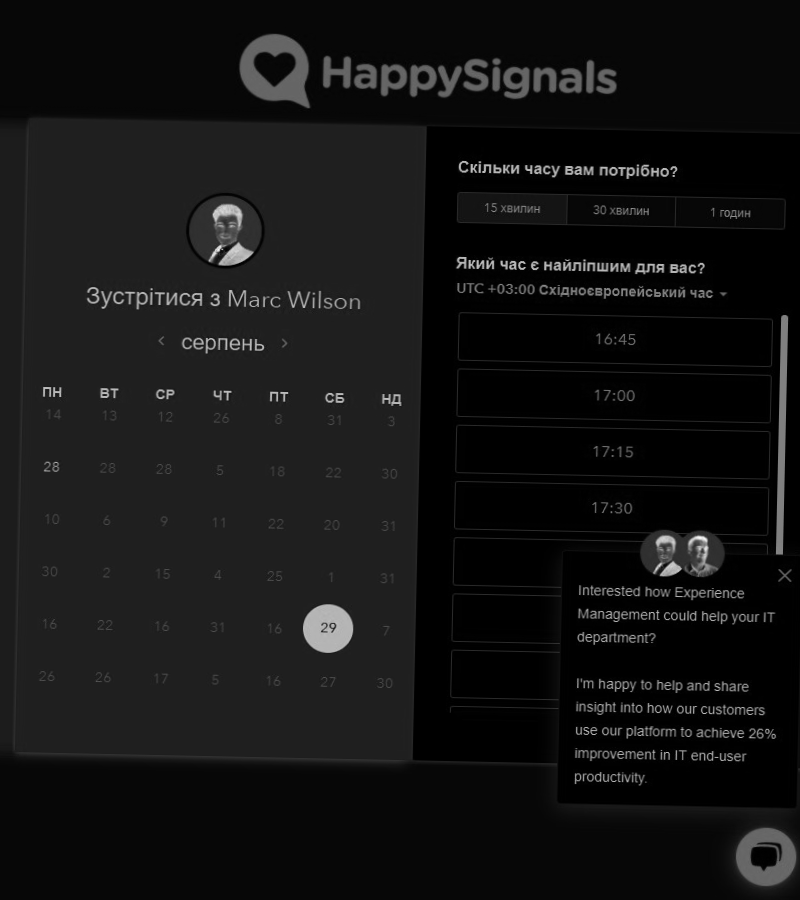 HappySignals
Зустрітися з Marc Wilson
серпень
ПН ВТ СР ЧТ ПТ СБ НД
14 13 12 26 8 31 3
28 28 28 5 18 22 30
10 6 9 11 22 20 31
30 2 15 4 25 1 31
16 22 16 31 16 29 7
26 26 17 5 16 27 30
Скільки часу вам потрібно?
15 хвилин 30 хвилин 1 годин
Який час є найліпшим для вас?
UTC +03:00 Східноєвропейський час
16:45
17:00
17:15
17:30
Interested how Experience
Management could help your IT
department?
I'm happy to help and share
insight into how our customers
use our platform to achieve 26%
improvement in IT end-user
productivity.